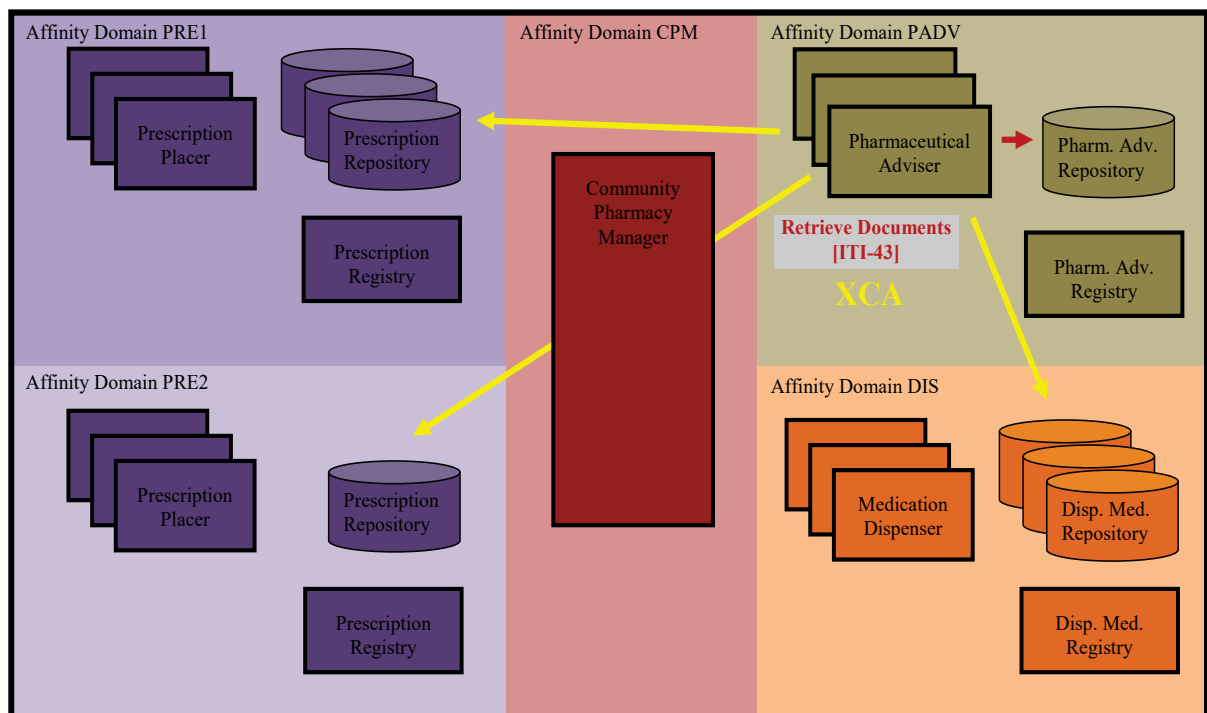 Affinity Domain PRE1
Prescription
Placer
Prescription
Repository
Prescription
Registry
Affinity Domain CPM
Community
Pharmacy
Manager
Affinity Domain PADV
Pharmaceutical
Adviser
Pharm. Adv.
Repository
Retrieve Documents
[ITI-43]
XCA
Pharm. Adv.
Registry
Affinity Domain PRE2
Prescription
Placer
Prescription
Repository
Prescription
Registry
Affinity Domain DIS
Medication
Dispenser
Disp. Med.
Repository
Disp. Med.
Registry